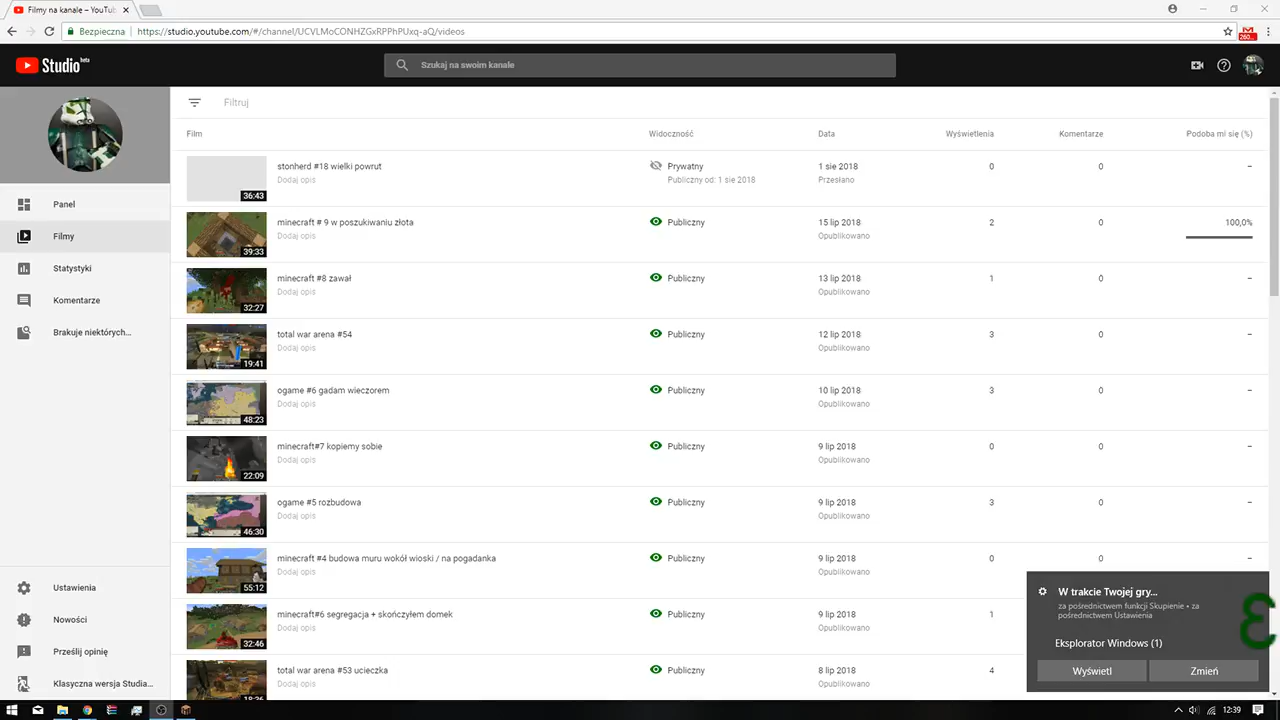 Filmy na kanale – YouTub
Bezpieczna
https://studio.youtube.com/#/channel/UCVLMoCONHZGxRPPhPUxq-aQ/videos
Studio beta
Szukaj na swoim kanale
Filtruj
Film Widoczność Data Wyświetlenia Komentarze Podoba mi się (%)
stonherd #18 wielki powrut Prywatny 1 sie 2018 0 0 –
Dodaj opis Publiczny od: 1 sie 2018 Przesłano
36:43
minecraft # 9 w poszukiwaniu złota Publiczny 15 lip 2018 2 0 100,0%
Dodaj opis Opublikowano
39:33
minecraft #8 zawał Publiczny 13 lip 2018 1 0 –
Dodaj opis Opublikowano
32:27
total war arena #54 Publiczny 12 lip 2018 3 0 –
Dodaj opis Opublikowano
19:41
ogame #6 gadam wieczorem Publiczny 10 lip 2018 3 0 –
Dodaj opis Opublikowano
48:23
minecraft#7 kopiemy sobie Publiczny 9 lip 2018 0 0 –
Dodaj opis Opublikowano
22:09
ogame #5 rozbudowa Publiczny 9 lip 2018 3 0 –
Dodaj opis Opublikowano
46:30
minecraft #4 budowa muru wokół wioski / na pogadanka Publiczny 9 lip 2018 0 0 –
Dodaj opis Opublikowano
55:12
minecraft#6 segregacja + skończyłem domek Publiczny 9 lip 2018 1
Dodaj opis Opublikowano
32:46
total war arena #53 ucieczka Publiczny 8 lip 2018 4
Dodaj opis Opublikowano
18:36
Panel
Filmy
Statystyki
Komentarze
Brakuje niektórych...
Ustawienia
Nowości
Prześlij opinię
Klasyczna wersja Studia...
W trakcie Twojej gry...
za pośrednictwem funkcji Skupienie • za
pośrednictwem Ustawienia
Eksplorator Windows (1)
Wyświetl Zmień
3
12:39